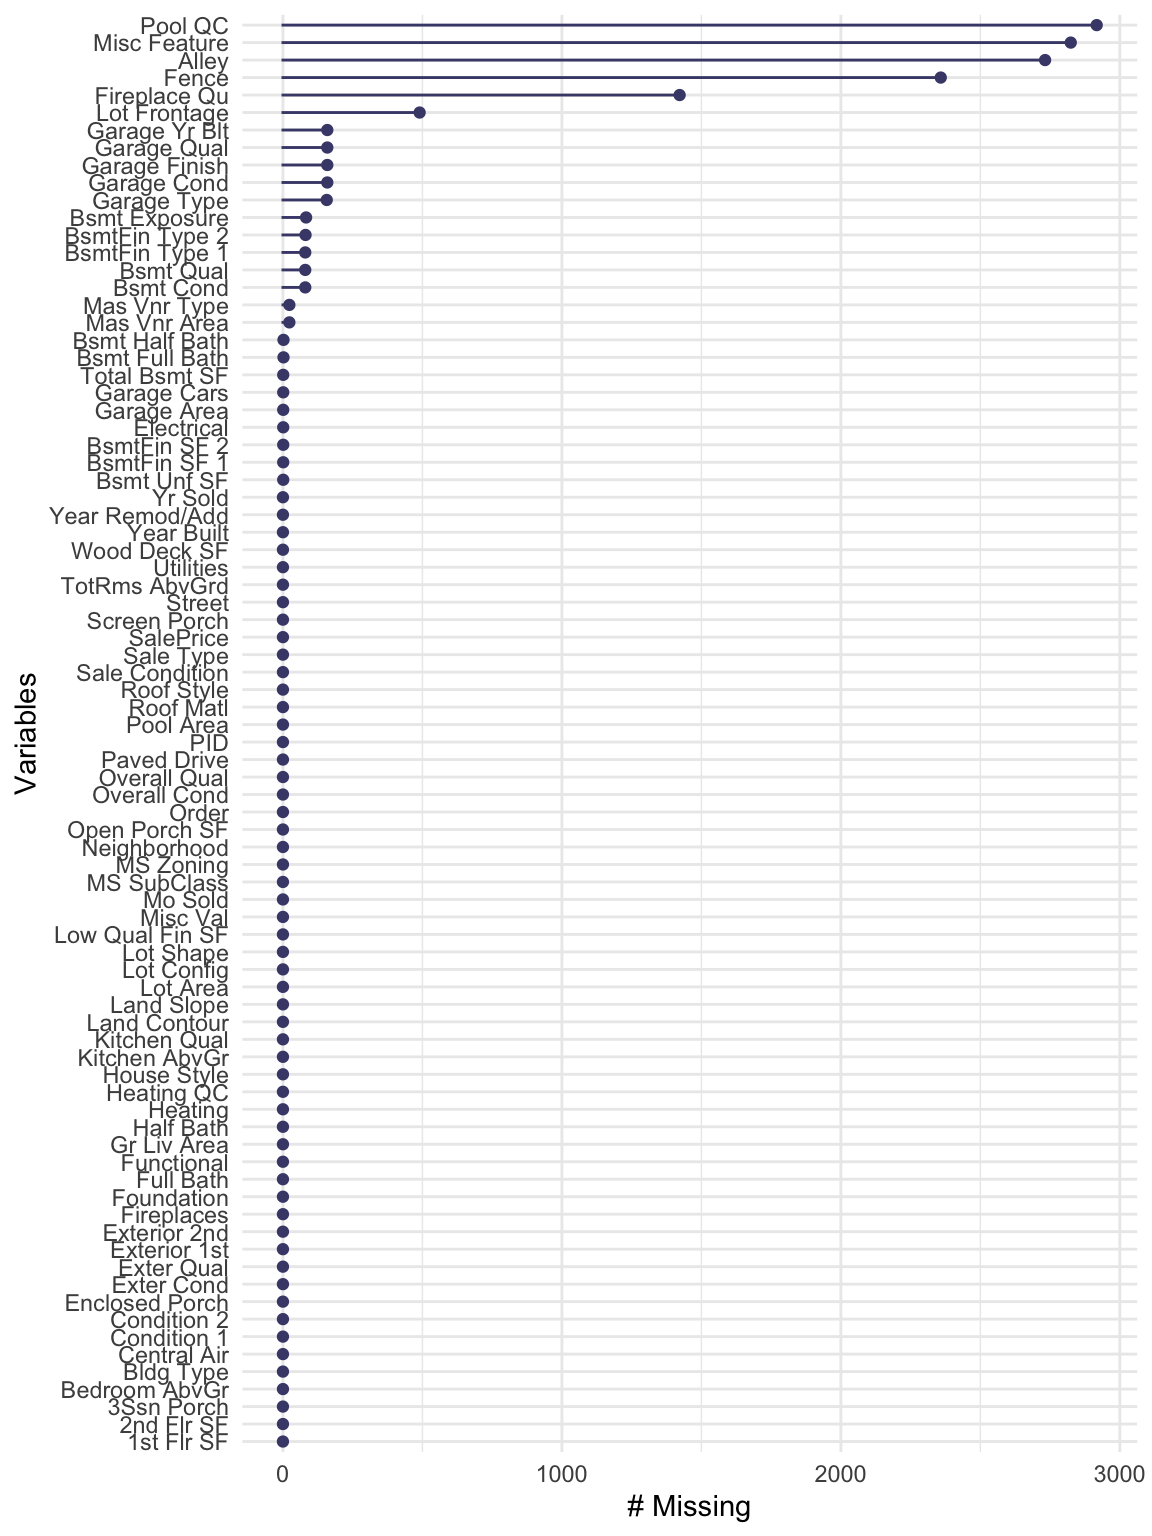 Pool QC
Misc Feature
Alley
Fence
Fireplace Qu
Lot Frontage
Garage Yr Blt
Garage Qual
Garage Finish
Garage Cond
Garage Type
Bsmt Exposure
BsmtFin Type 2
BsmtFin Type 1
Bsmt Qual
Bsmt Cond
Mas Vnr Type
Mas Vnr Area
Bsmt Half Bath
Bsmt Full Bath
Total Bsmt SF
Garage Cars
Garage Area
Electrical
BsmtFin SF 2
BsmtFin SF 1
Bsmt Unf SF
Yr Sold
Year Remod/Add
Year Built
Wood Deck SF
Utilities
TotRms AbvGrd
Street
Screen Porch
SalePrice
Sale Type
Sale Condition
Roof Style
Roof Matl
Pool Area
PID
Paved Drive
Overall Qual
Overall Cond
Order
Open Porch SF
Neighborhood
MS Zoning
MS SubClass
Mo Sold
Misc Val
Low Qual Fin SF
Lot Shape
Lot Config
Lot Area
Land Slope
Land Contour
Kitchen Qual
Kitchen AbvGr
House Style
Heating QC
Heating
Half Bath
Gr Liv Area
Functional
Full Bath
Foundation
Fireplaces
Exterior 2nd
Exterior 1st
Exter Qual
Exter Cond
Enclosed Porch
Condition 2
Condition 1
Central Air
Bldg Type
Bedroom AbvGr
3Ssn Porch
2nd Flr SF
1st Flr SF
Variables
0 1000 2000 3000
# Missing